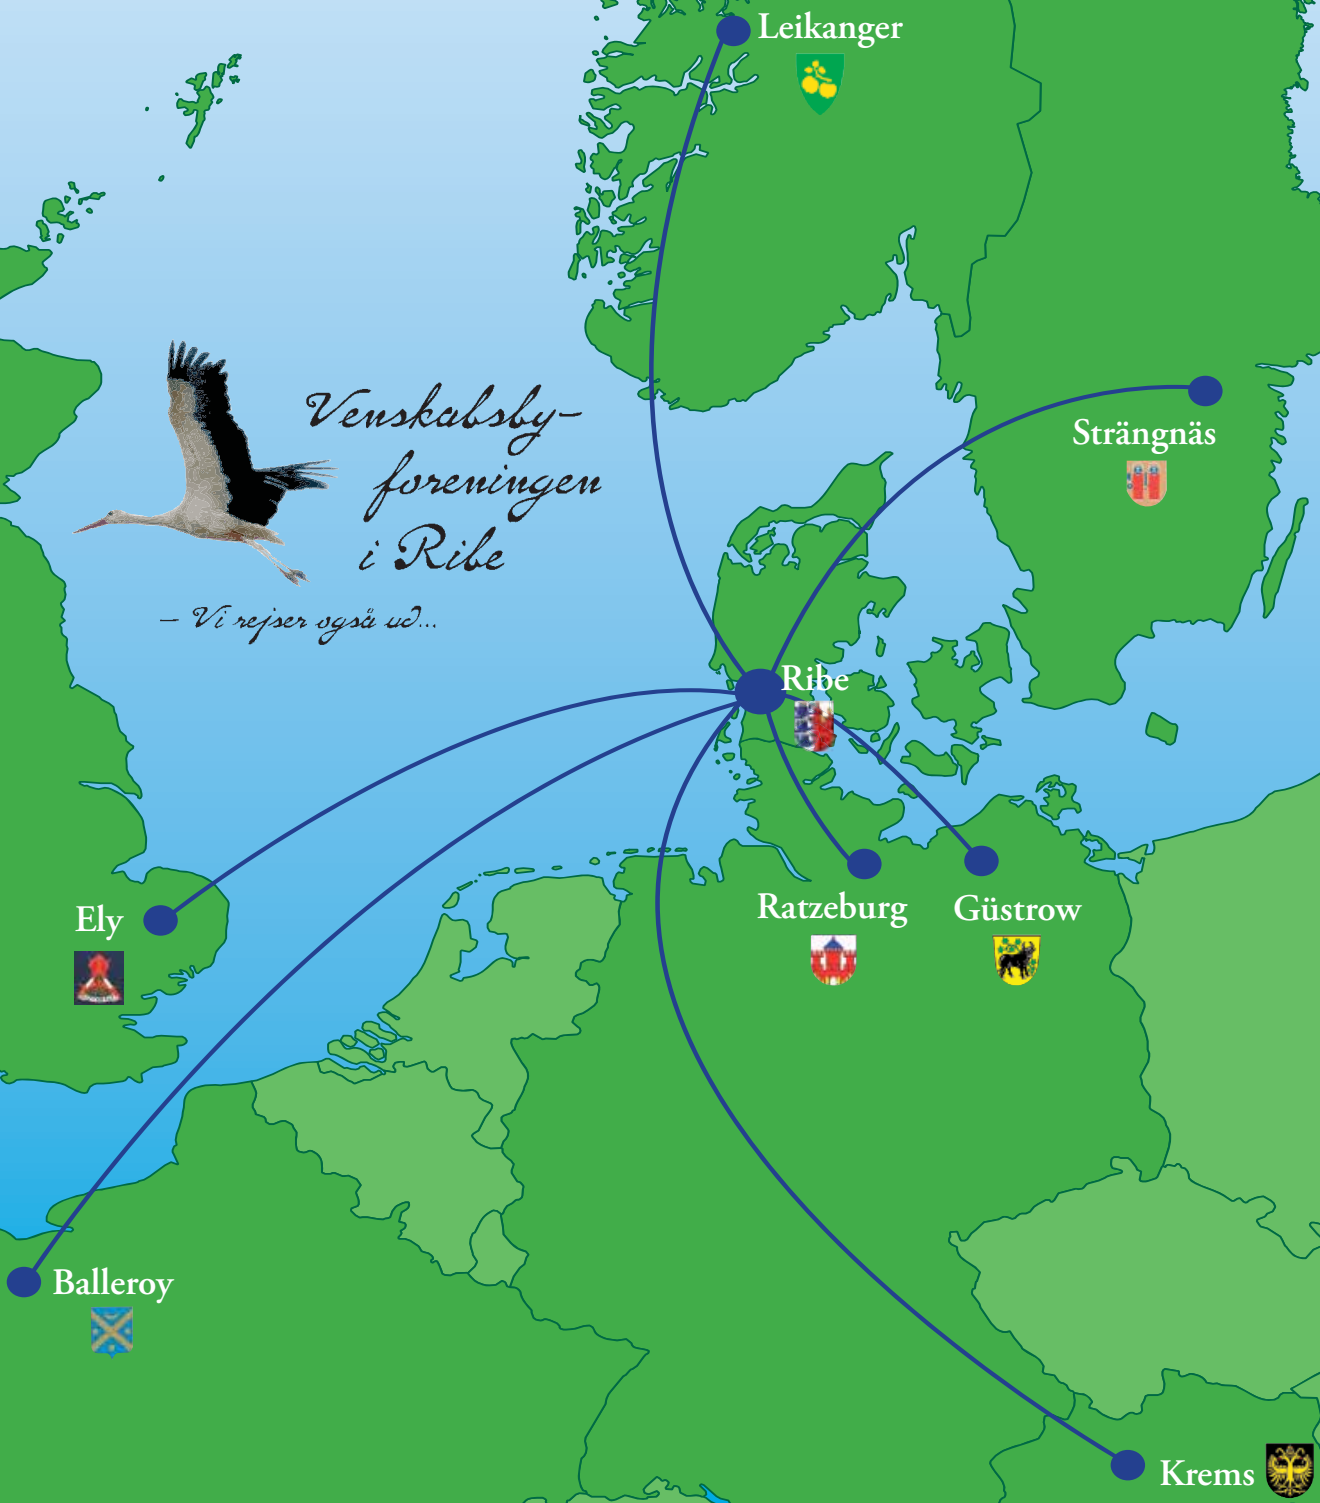 Leikanger
Venskabsby-
foreningen
i Ribe
– Vi rejser også ud...
Strängnäs
Ribe
Ely
Ratzeburg
Güstrow
Balleroy
Krems